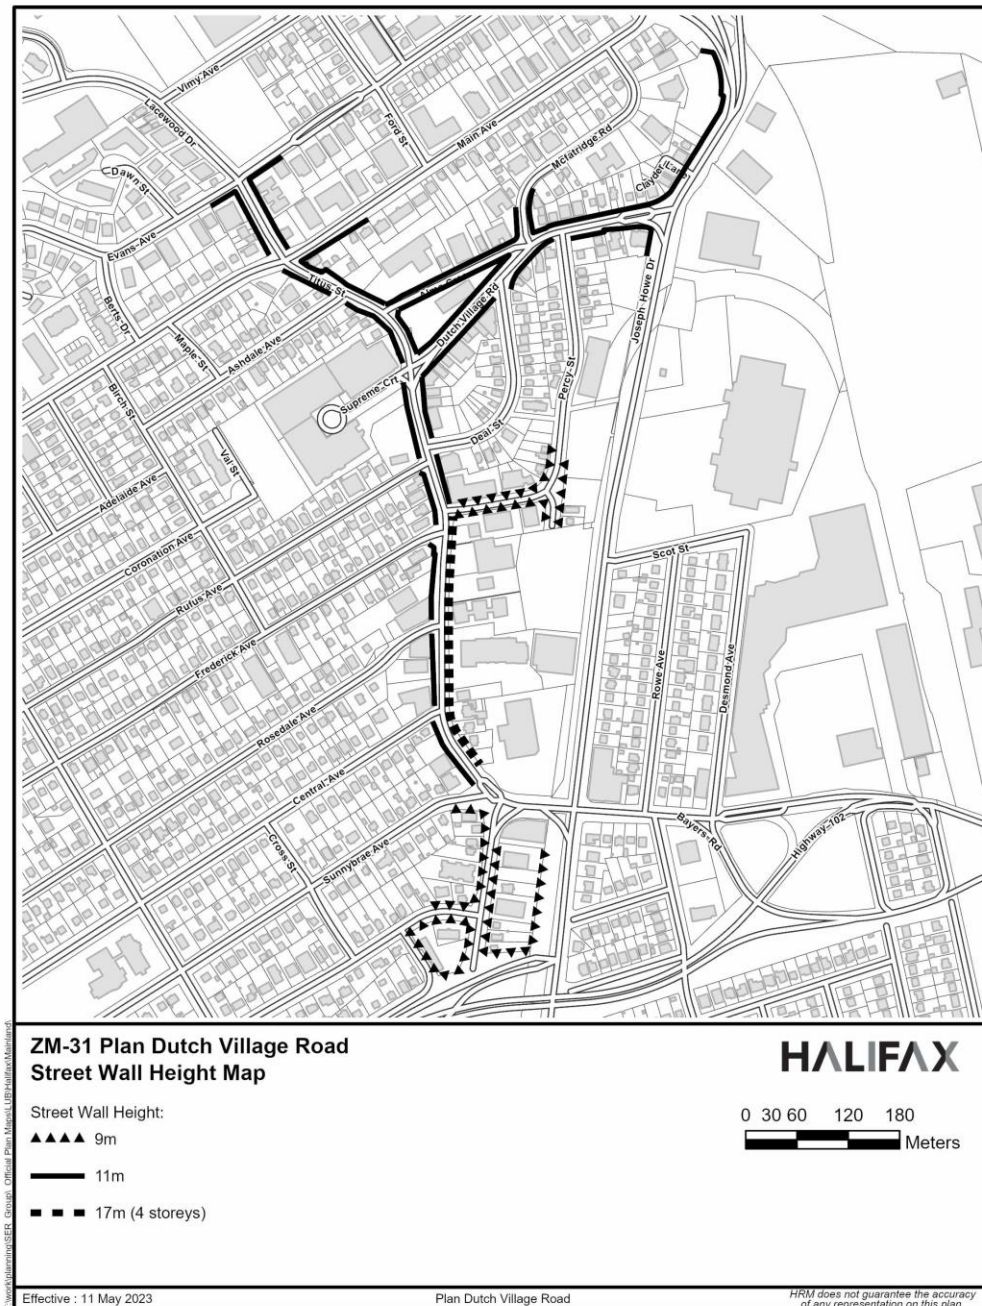 Vimy Ave
Lacewood Dr
Ford St
Main Ave
Mcfatridge Rd
Dawn St
Evans Ave
Titus St
Dutch Village Rd
Joseph Howe Dr
Berts Dr
Maple St
Ashdale Ave
Percy St
Supreme Crt
Birch St
Deal St
Val St
Adelaide Ave
Coronation Ave
Scot St
Rufus Ave
Frederick Ave
Rosedale Ave
Rowe Ave
Desmond Ave
Central Ave
Cross St
Sunnybrae Ave
Bayers Rd
Highway 102
ZM-31 Plan Dutch Village Road
Street Wall Height Map
HALIFAX
Street Wall Height:
9m
11m
17m (4 storeys)
0 30 60 120 180
Meters
Effective : 11 May 2023
Plan Dutch Village Road
HRM does not guarantee the accuracy
of any representation on this plan